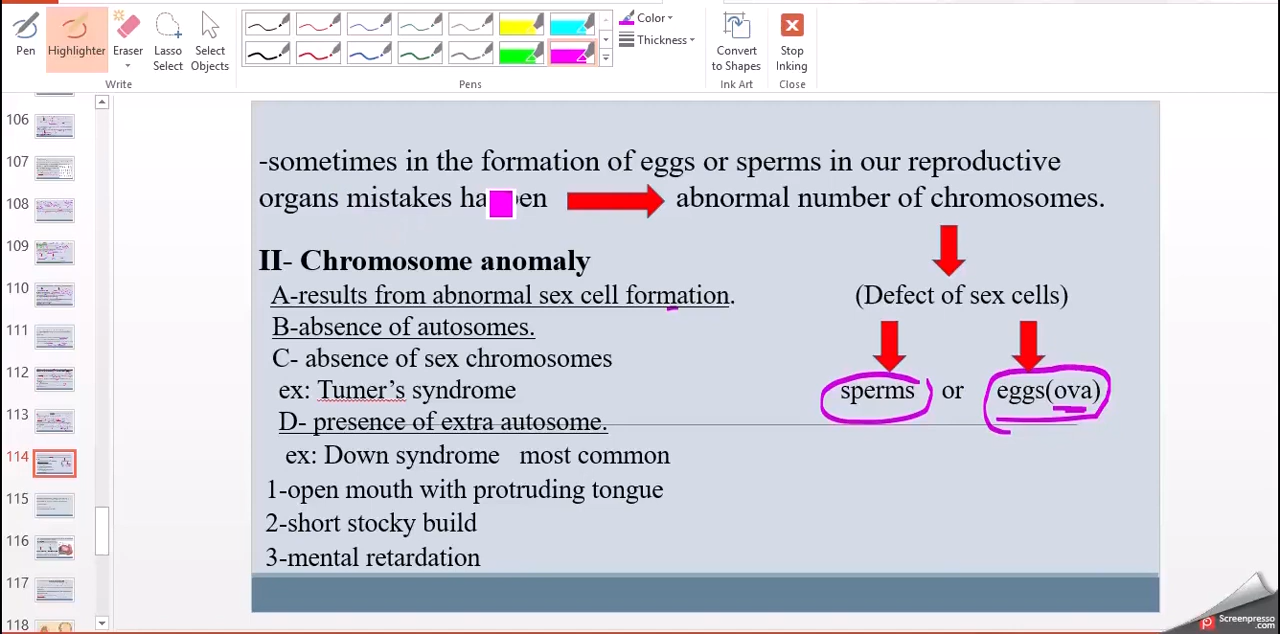 Pen
Highlighter
Eraser
Lasso
Select
Select
Objects
Write
Pens
Color
Thickness
Convert
to Shapes
Ink Art
Stop
Inking
Close
106
107
108
109
110
111
112
113
114
115
116
117
118
-sometimes in the formation of eggs or sperms in our reproductive
organs mistakes abnormal number of chromosomes.
II- Chromosome anomaly
A-results from abnormal sex cell formation.
(Defect of sex cells)
B-absence of autosomes.
C- absence of sex chromosomes
ex: Turner’s syndrome
sperms or eggs(ova)
D- presence of extra autosome.
ex: Down syndrome most common
1-open mouth with protruding tongue
2-short stocky build
3-mental retardation
Screenpresso
.com